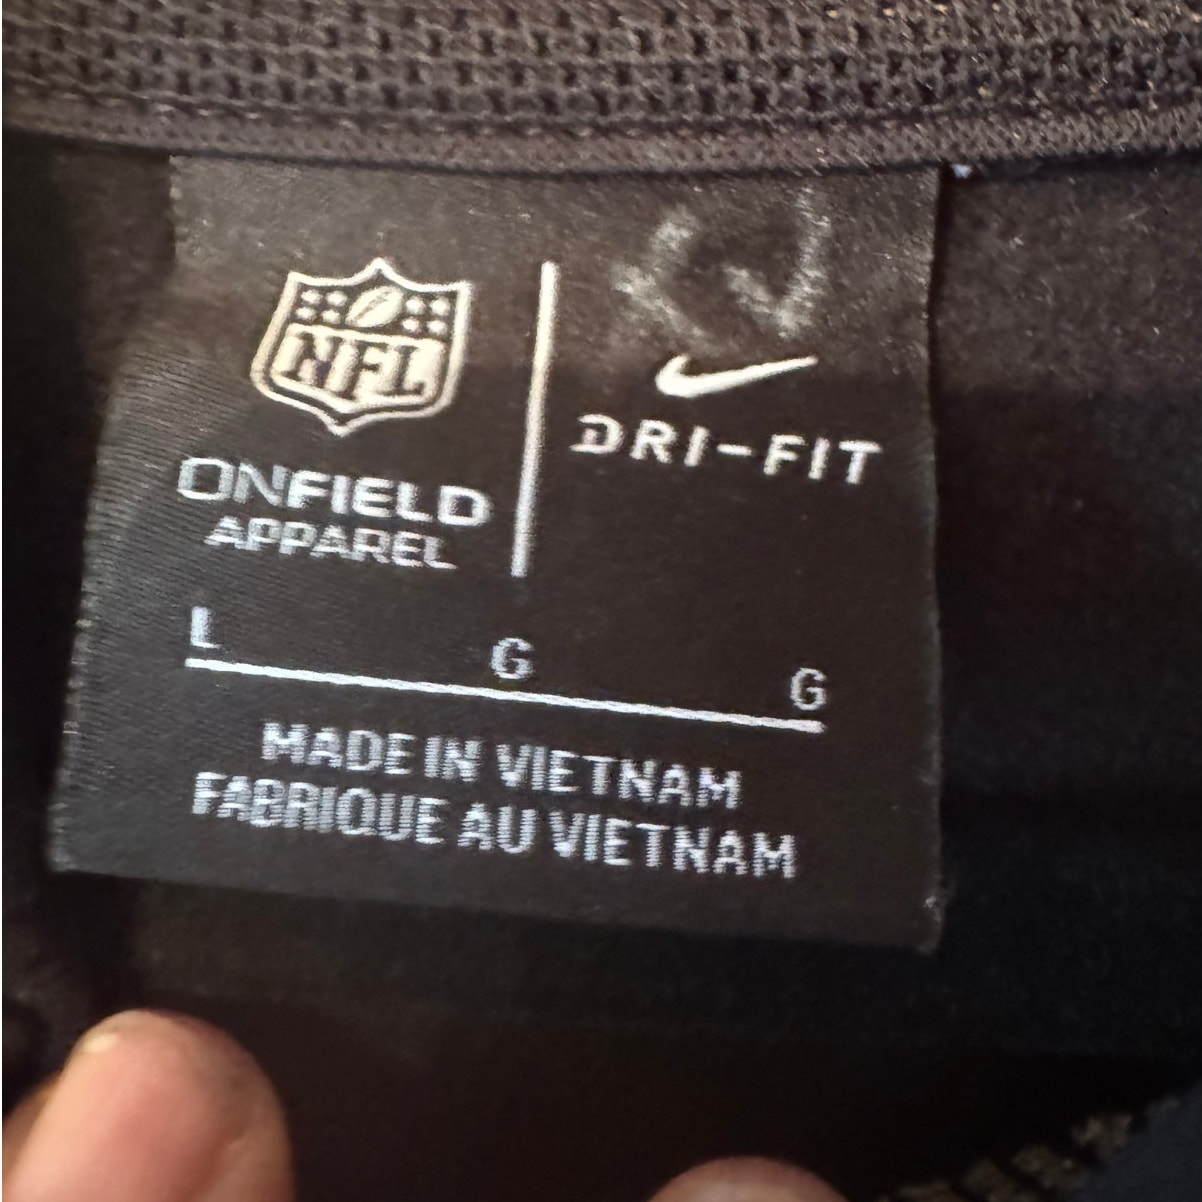 NFL
ONFIELD
APPAREL
DRI-FIT
L G G
MADE IN VIETNAM
FABRIQUE AU VIETNAM